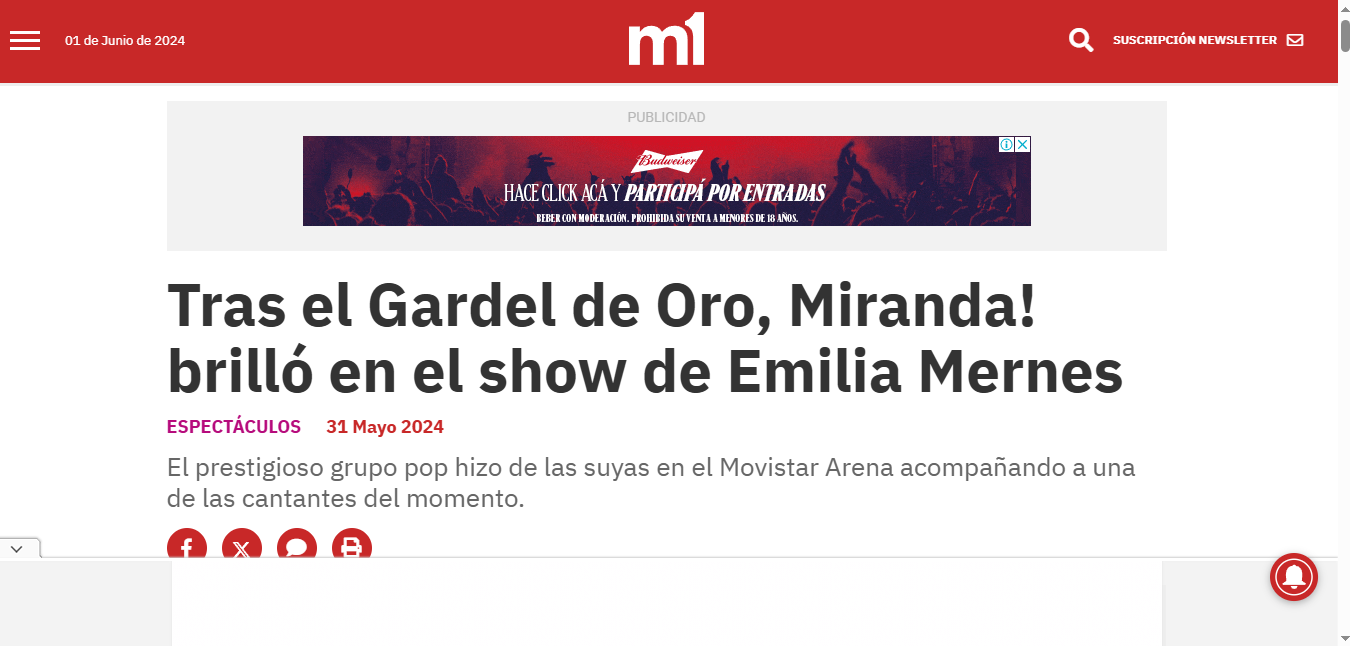 01 de Junio de 2024
m1
SUSCRIPCIÓN NEWSLETTER
PUBLICIDAD
Budweiser
HACE CLICK ACÁ Y PARTICIPÁ POR ENTRADAS
BEBER CON MODERACIÓN. PROHIBIDA SU VENTA A MENORES DE 18 AÑOS.
Tras el Gardel de Oro, Miranda!
brilló en el show de Emilia Mernes
ESPECTÁCULOS 31 Mayo 2024
El prestigioso grupo pop hizo de las suyas en el Movistar Arena acompañando a una
de las cantantes del momento.